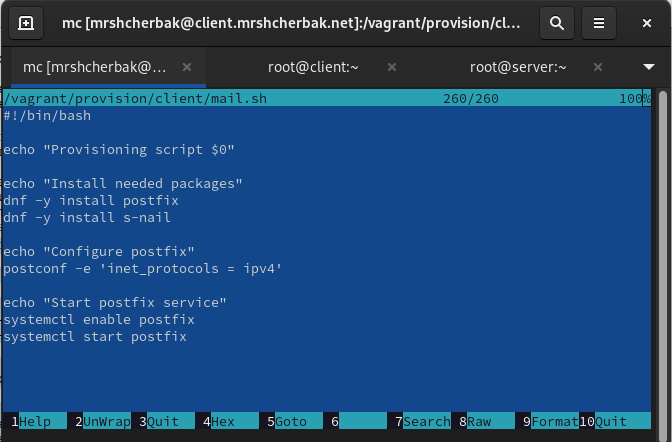 mc [mrshcherbak@client.mrshcherbak.net]:/vagrant/provision/cl...
mc [mrshcherbak@... root@client:~ root@server:~
/vagrant/provision/client/mail.sh 260/260 100%
#!/bin/bash
echo "Provisioning script $0"
echo "Install needed packages"
dnf -y install postfix
dnf -y install s-nail
echo "Configure postfix"
postconf -e 'inet_protocols = ipv4'
echo "Start postfix service"
systemctl enable postfix
systemctl start postfix
1Help 2UnWrap 3Quit 4Hex 5Goto 6 7Search 8Raw 9Format 10Quit